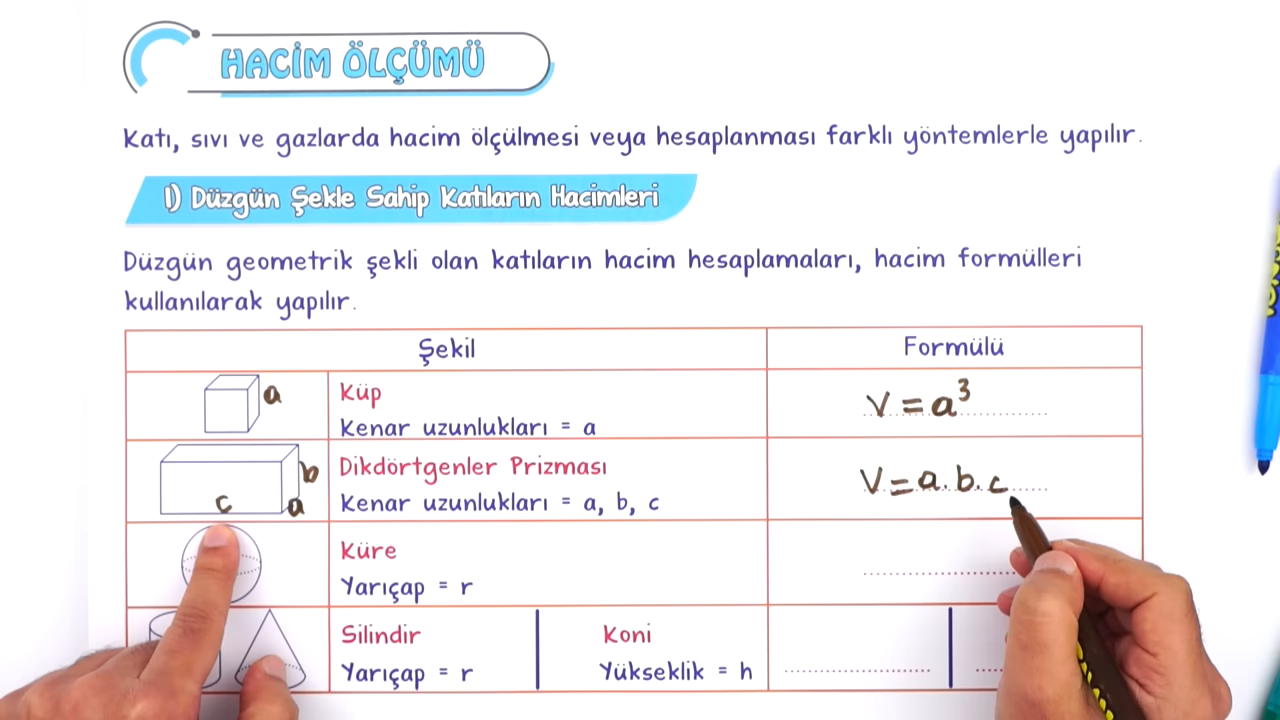 HACİM ÖLÇÜMÜ
Katı, sıvı ve gazlarda hacim ölçülmesi veya hesaplanması farklı yöntemlerle yapılır.
1) Düzgün Şekle Sahip Katıların Hacimleri
Düzgün geometrik şekli olan katıların hacim hesaplamaları, hacim formülleri
kullanılarak yapılır.
Şekil Formülü
a Küp V = a³
Kenar uzunlukları = a
b Dikdörtgenler Prizması V = a.b.c
c a Kenar uzunlukları = a, b, c
Küre
Yarıçap = r
Silindir Koni
Yarıçap = r Yükseklik = h